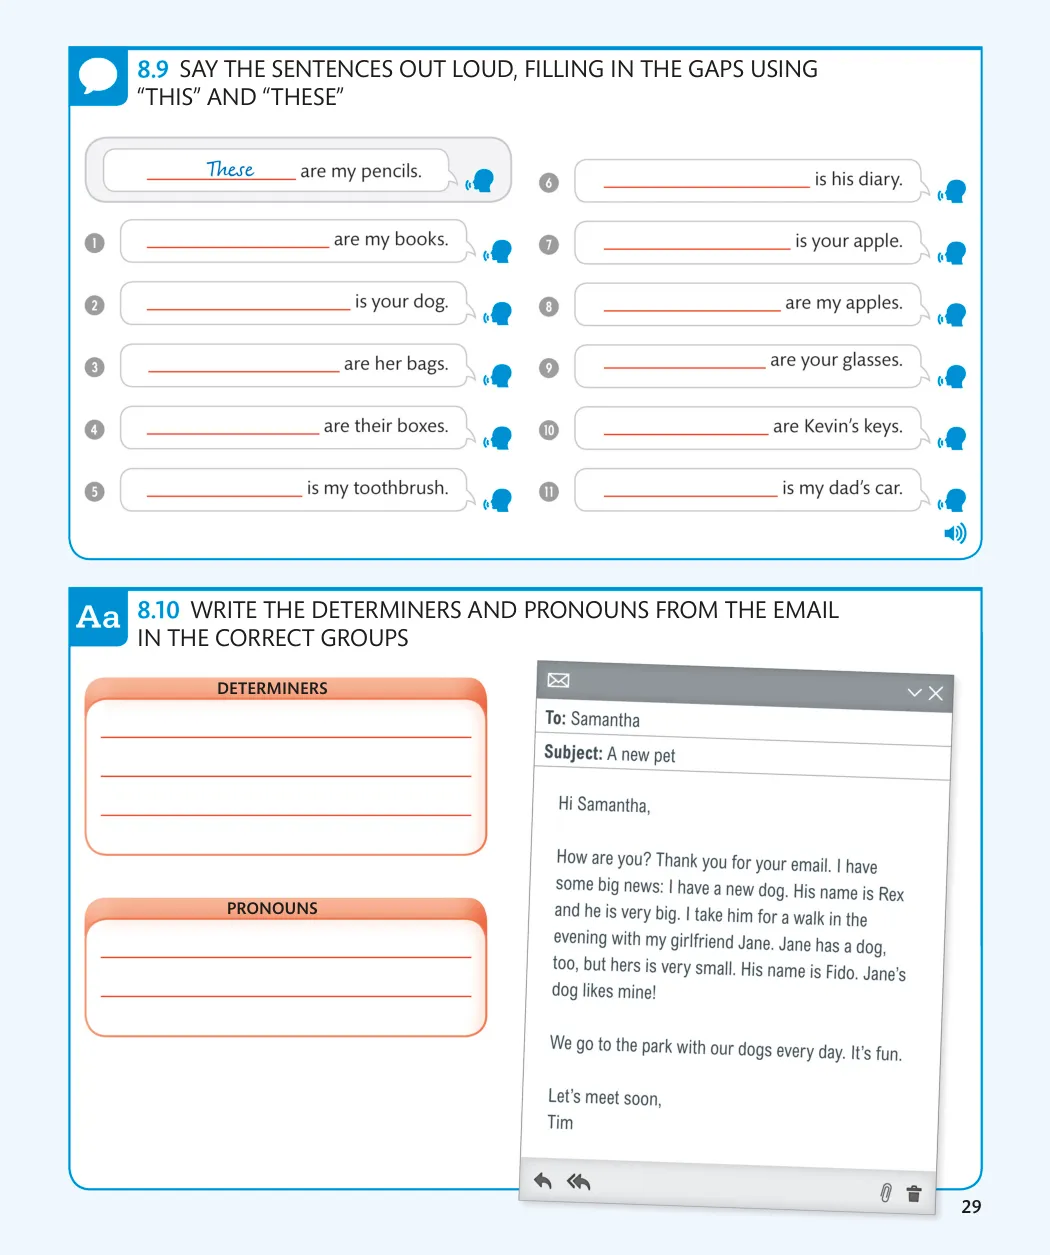 8.9 SAY THE SENTENCES OUT LOUD, FILLING IN THE GAPS USING
“THIS” AND “THESE”
These are my pencils.
1 are my books.
2 is your dog.
3 are her bags.
4 are their boxes.
5 is my toothbrush.
6 is his diary.
7 is your apple.
8 are my apples.
9 are your glasses.
10 are Kevin’s keys.
11 is my dad’s car.
Aa 8.10 WRITE THE DETERMINERS AND PRONOUNS FROM THE EMAIL
IN THE CORRECT GROUPS
DETERMINERS
PRONOUNS
To: Samantha
Subject: A new pet
Hi Samantha,
How are you? Thank you for your email. I have
some big news: I have a new dog. His name is Rex
and he is very big. I take him for a walk in the
evening with my girlfriend Jane. Jane has a dog,
too, but hers is very small. His name is Fido. Jane’s
dog likes mine!
We go to the park with our dogs every day. It’s fun.
Let’s meet soon,
Tim
29